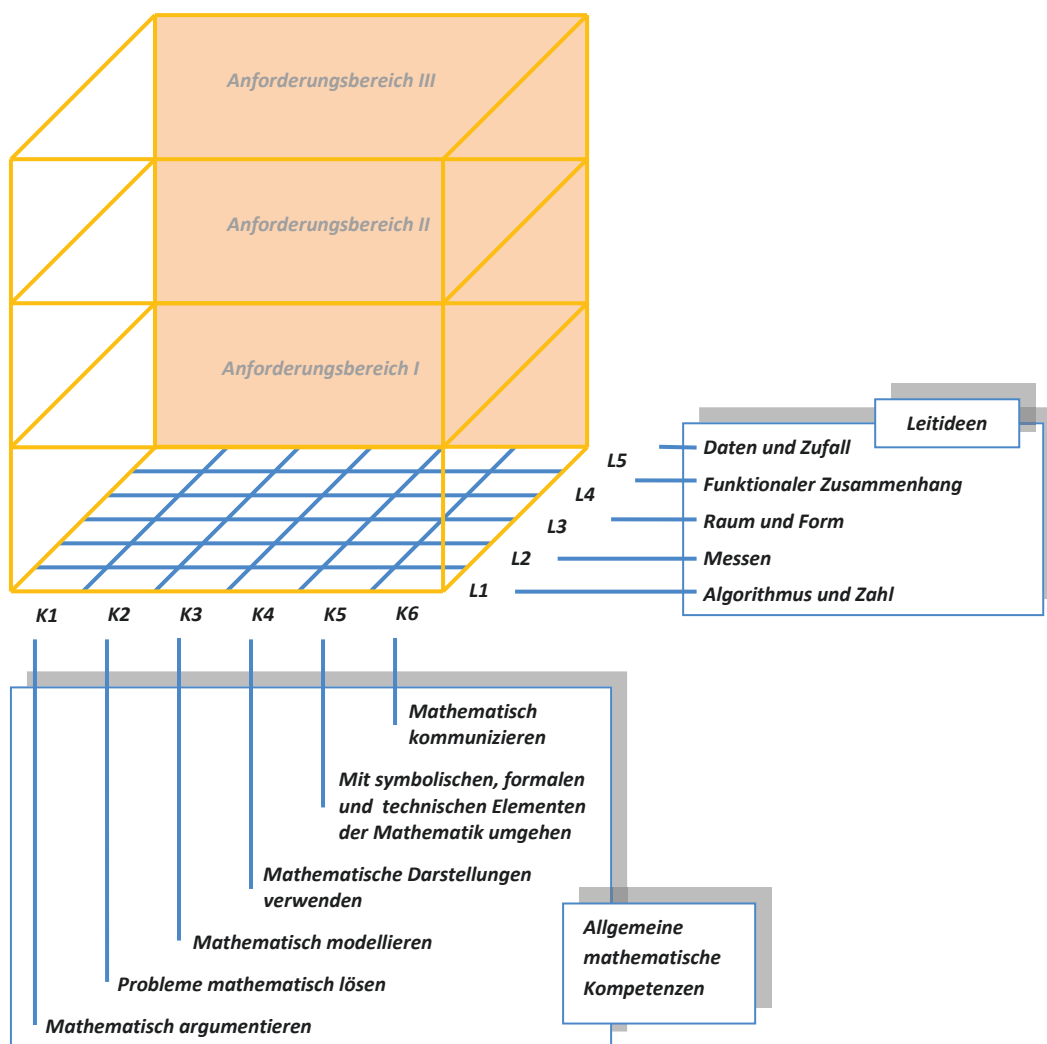 Anforderungsbereich III
Anforderungsbereich II
Anforderungsbereich I
Leitideen
L5
Daten und Zufall
L4
Funktionaler Zusammenhang
L3
Raum und Form
L2
Messen
L1
Algorithmus und Zahl
K1 K2 K3 K4 K5 K6
Mathematisch
kommunizieren
Mit symbolischen, formalen
und technischen Elementen
der Mathematik umgehen
Mathematische Darstellungen
verwenden
Mathematisch modellieren
Probleme mathematisch lösen
Mathematisch argumentieren
Allgemeine
mathematische
Kompetenzen